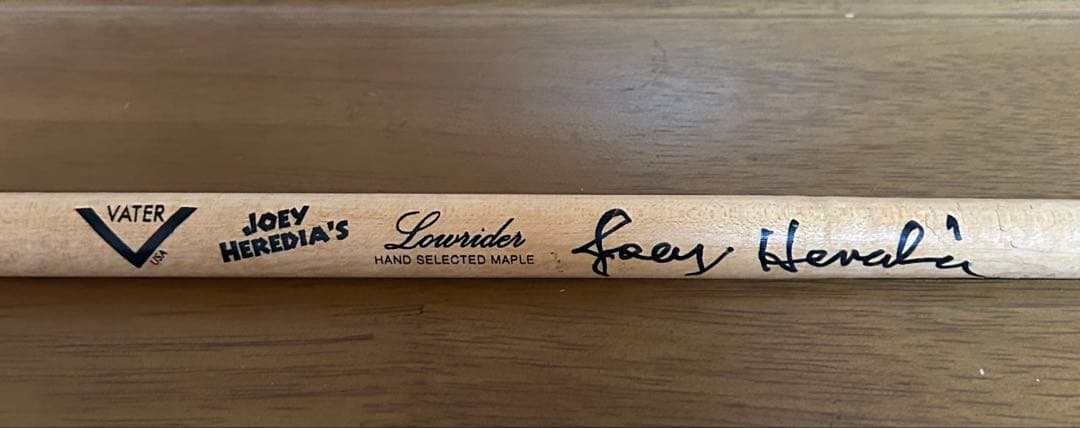 VATER
USA
JOEY
HEREDIA'S
Lowrider
HAND SELECTED MAPLE
Joey Heredia